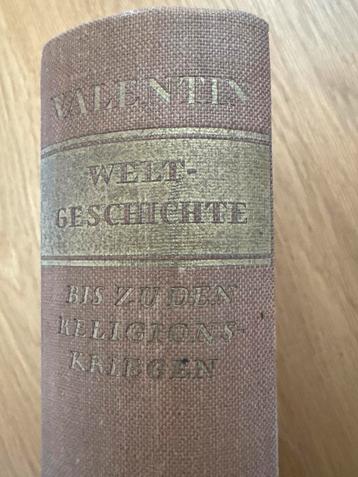 VALENTIN
WELT-
GESCHICHTE
BIS ZU DEN
RELIGIONS-
KRIEGEN